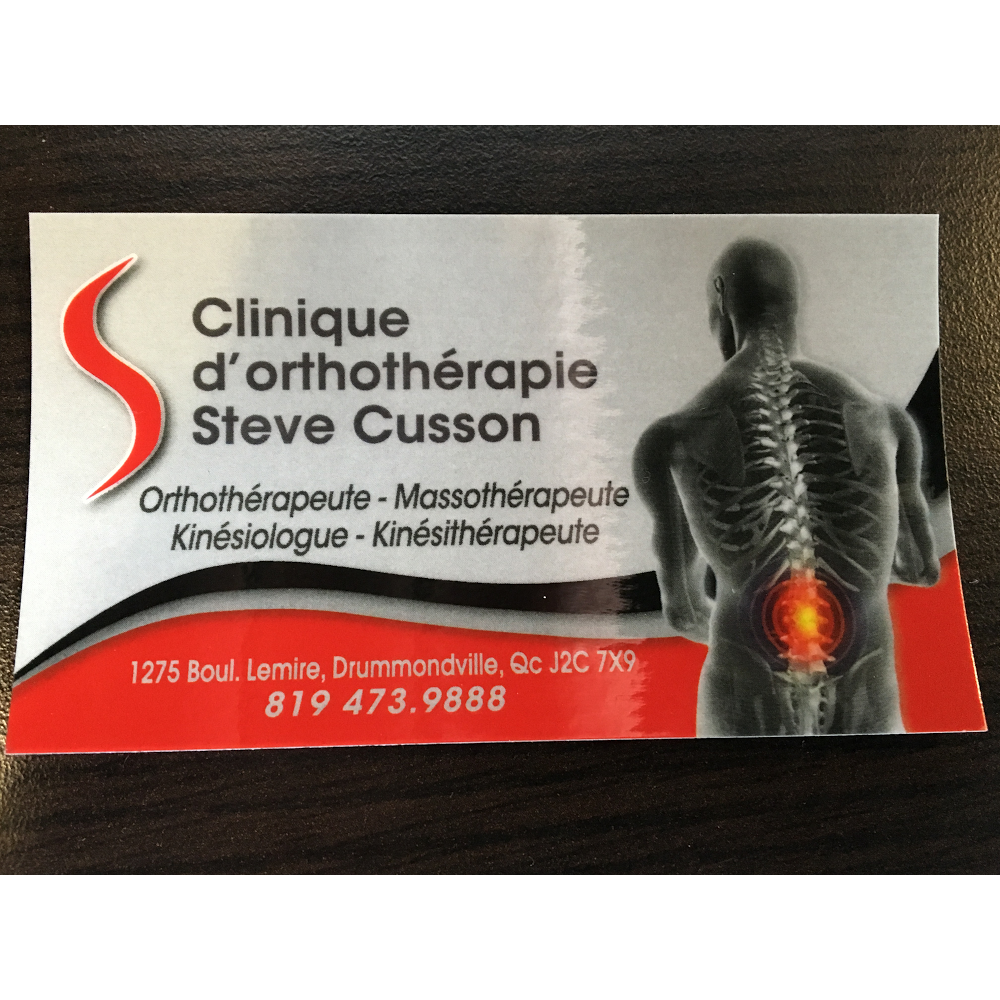 Clinique
d'orthothérapie
Steve Cusson
Orthothérapeute - Massothérapeute
Kinésiologue - Kinésithérapeute
1275 Boul. Lemire, Drummondville, Qc J2C 7X9
819 473.9888